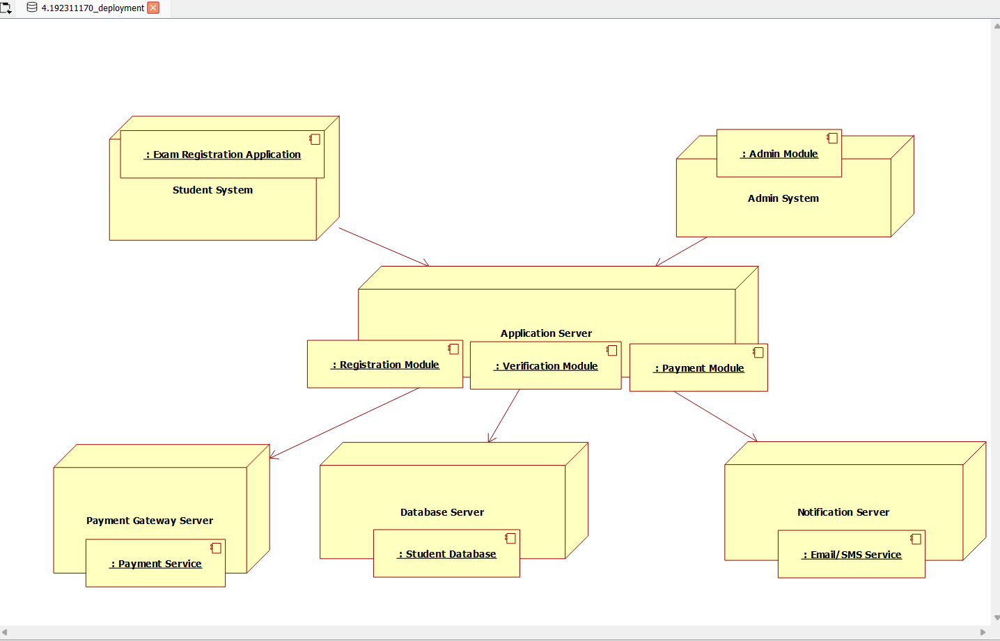 4.192311170_deployment
: Exam Registration Application
Student System
: Admin Module
Admin System
Application Server
: Registration Module
: Verification Module
: Payment Module
Payment Gateway Server
: Payment Service
Database Server
: Student Database
Notification Server
: Email/SMS Service